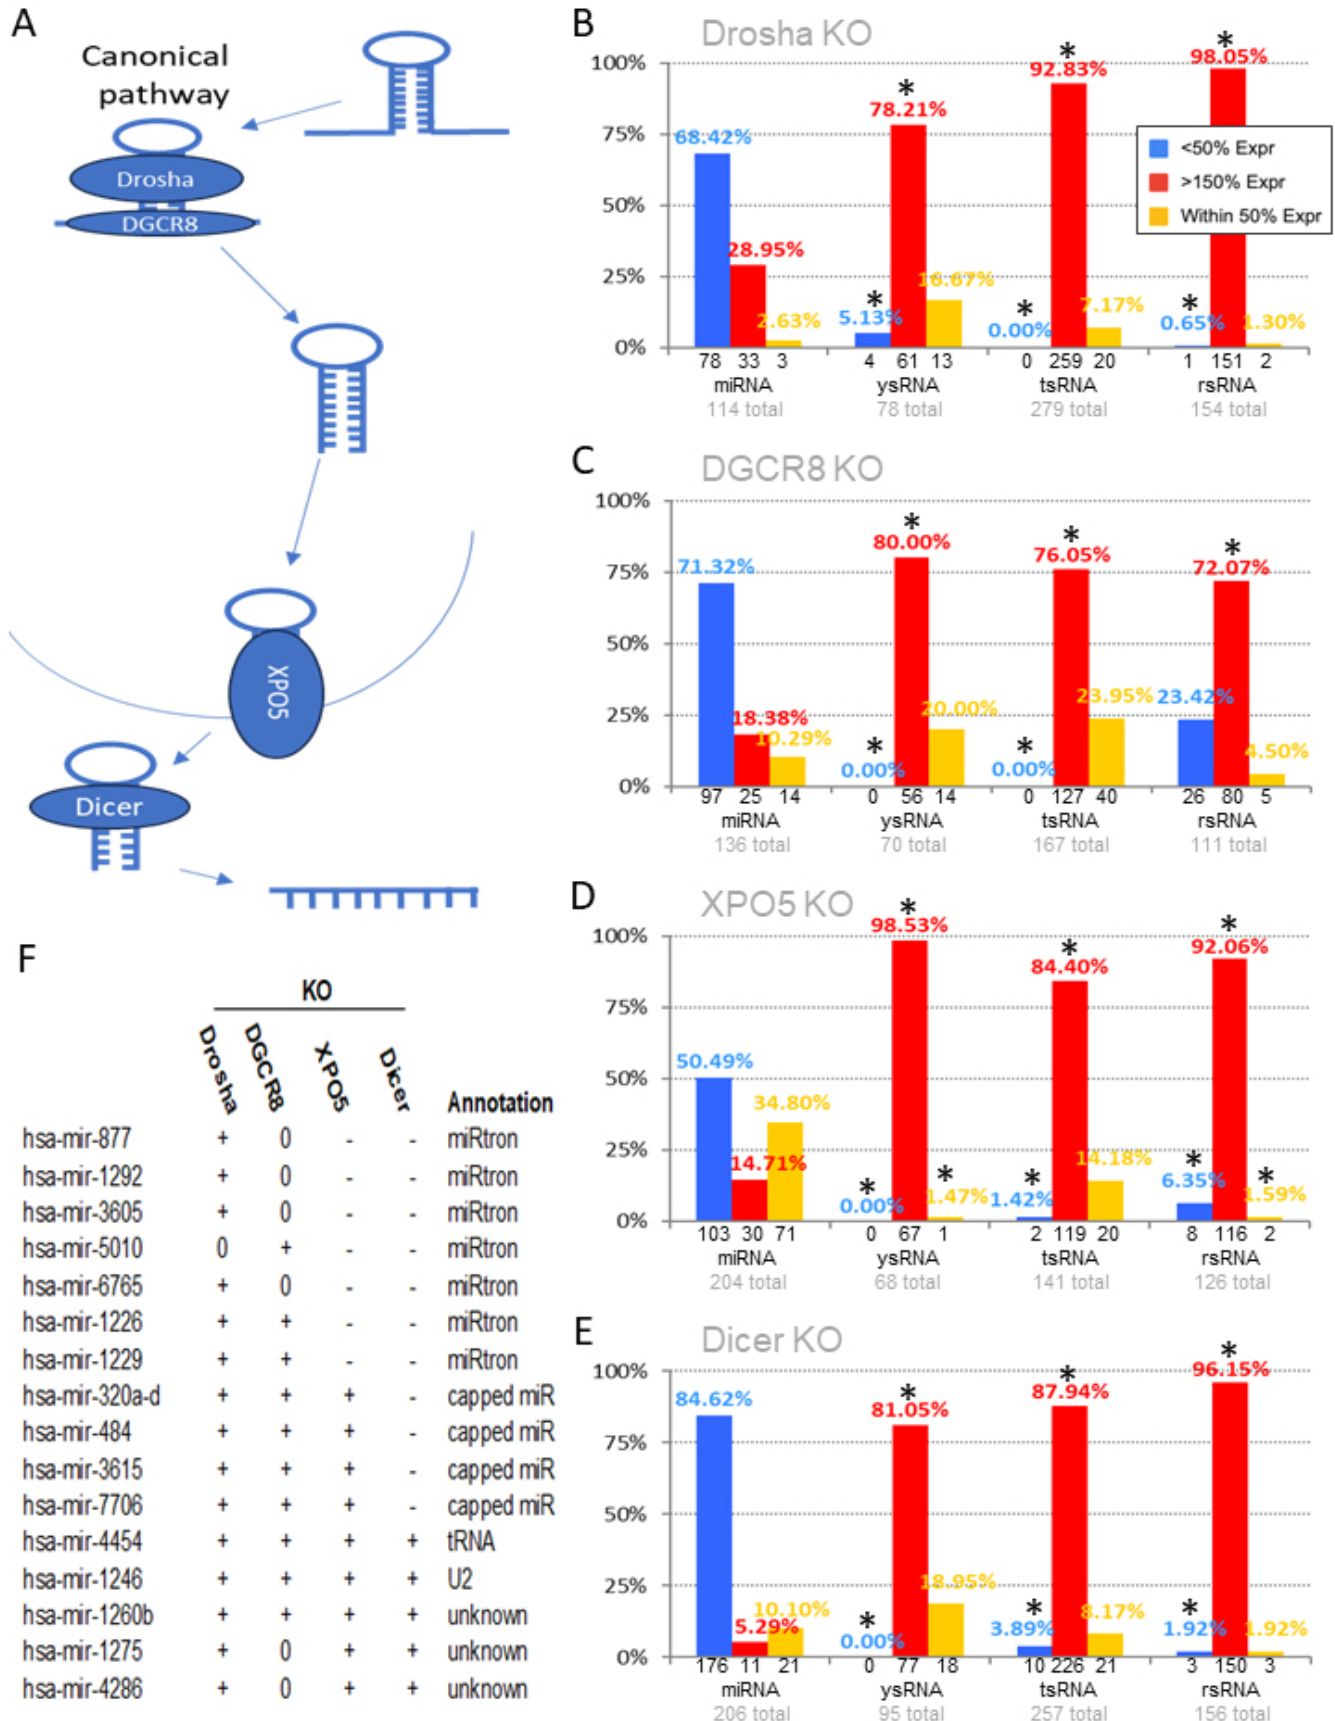 A
Canonical
pathway
Drosha
DGCR8
XPO5
Dicer
B
Drosha KO
100%
75%
50%
25%
0%
68.42%
28.95%
2.63%
*
5.13%
*
78.21%
16.67%
*
0.00%
*
92.83%
7.17%
*
0.65%
*
98.05%
1.30%
<50% Expr
>150% Expr
Within 50% Expr
78 33 3 4 61 13 0 259 20 1 151 2
miRNA ysRNA tsRNA rsRNA
114 total 78 total 279 total 154 total
C
DGCR8 KO
100%
75%
50%
25%
0%
71.32%
18.38%
10.29%
*
0.00%
*
80.00%
20.00%
*
0.00%
*
76.05%
23.95%
23.42%
*
72.07%
4.50%
97 25 14 0 56 14 0 127 40 26 80 5
miRNA ysRNA tsRNA rsRNA
136 total 70 total 167 total 111 total
D
XPO5 KO
100%
75%
50%
25%
0%
50.49%
14.71%
34.80%
*
0.00%
*
98.53%
*
1.47%
*
1.42%
*
84.40%
14.18%
*
6.35%
*
92.06%
*
1.59%
103 30 71 0 67 1 2 119 20 8 116 2
miRNA ysRNA tsRNA rsRNA
204 total 68 total 141 total 126 total
E
Dicer KO
100%
75%
50%
25%
0%
84.62%
5.29%
10.10%
*
0.00%
*
81.05%
18.95%
*
3.89%
*
87.94%
8.17%
*
1.92%
*
96.15%
1.92%
176 11 21 0 77 18 10 226 21 3 150 3
miRNA ysRNA tsRNA rsRNA
206 total 95 total 257 total 156 total
F
KO
Drosha DGCR8 XPO5 Dicer Annotation
hsa-mir-877 + 0 - - miRtron
hsa-mir-1292 + 0 - - miRtron
hsa-mir-3605 + 0 - - miRtron
hsa-mir-5010 0 + - - miRtron
hsa-mir-6765 + 0 - - miRtron
hsa-mir-1226 + + - - miRtron
hsa-mir-1229 + + - - miRtron
hsa-mir-320a-d + + + - capped miR
hsa-mir-484 + + + - capped miR
hsa-mir-3615 + + + - capped miR
hsa-mir-7706 + + + - capped miR
hsa-mir-4454 + + + + tRNA
hsa-mir-1246 + + + + U2
hsa-mir-1260b + + + + unknown
hsa-mir-1275 + 0 + + unknown
hsa-mir-4286 + 0 + + unknown